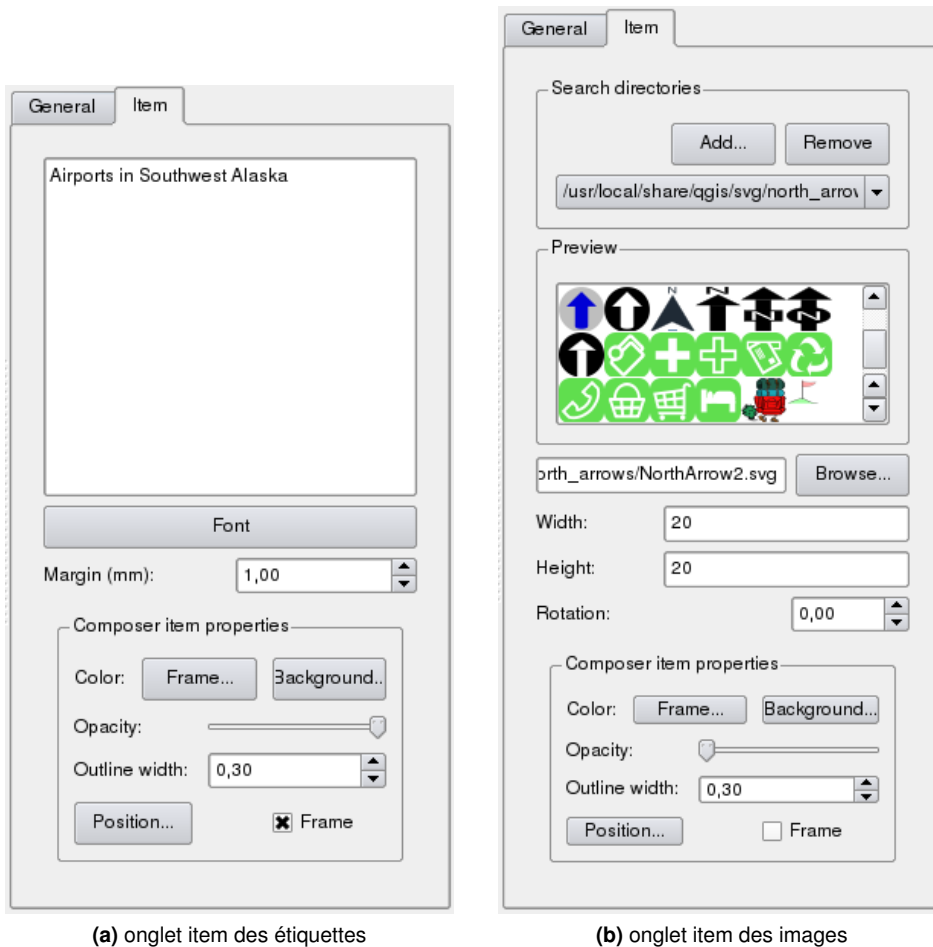 General Item
Airports in Southwest Alaska
Font
Margin (mm): 1,00
Composer item properties
Color: Frame... Background..
Opacity:
Outline width: 0,30
Position... Frame
(a) onglet item des étiquettes
General Item
Search directories
Add... Remove
/usr/local/share/qgis/svg/north_arrov
Preview
N N
orth_arrows/NorthArrow2.svg Browse...
Width: 20
Height: 20
Rotation: 0,00
Composer item properties
Color: Frame... Background...
Opacity:
Outline width: 0,30
Position... Frame
(b) onglet item des images